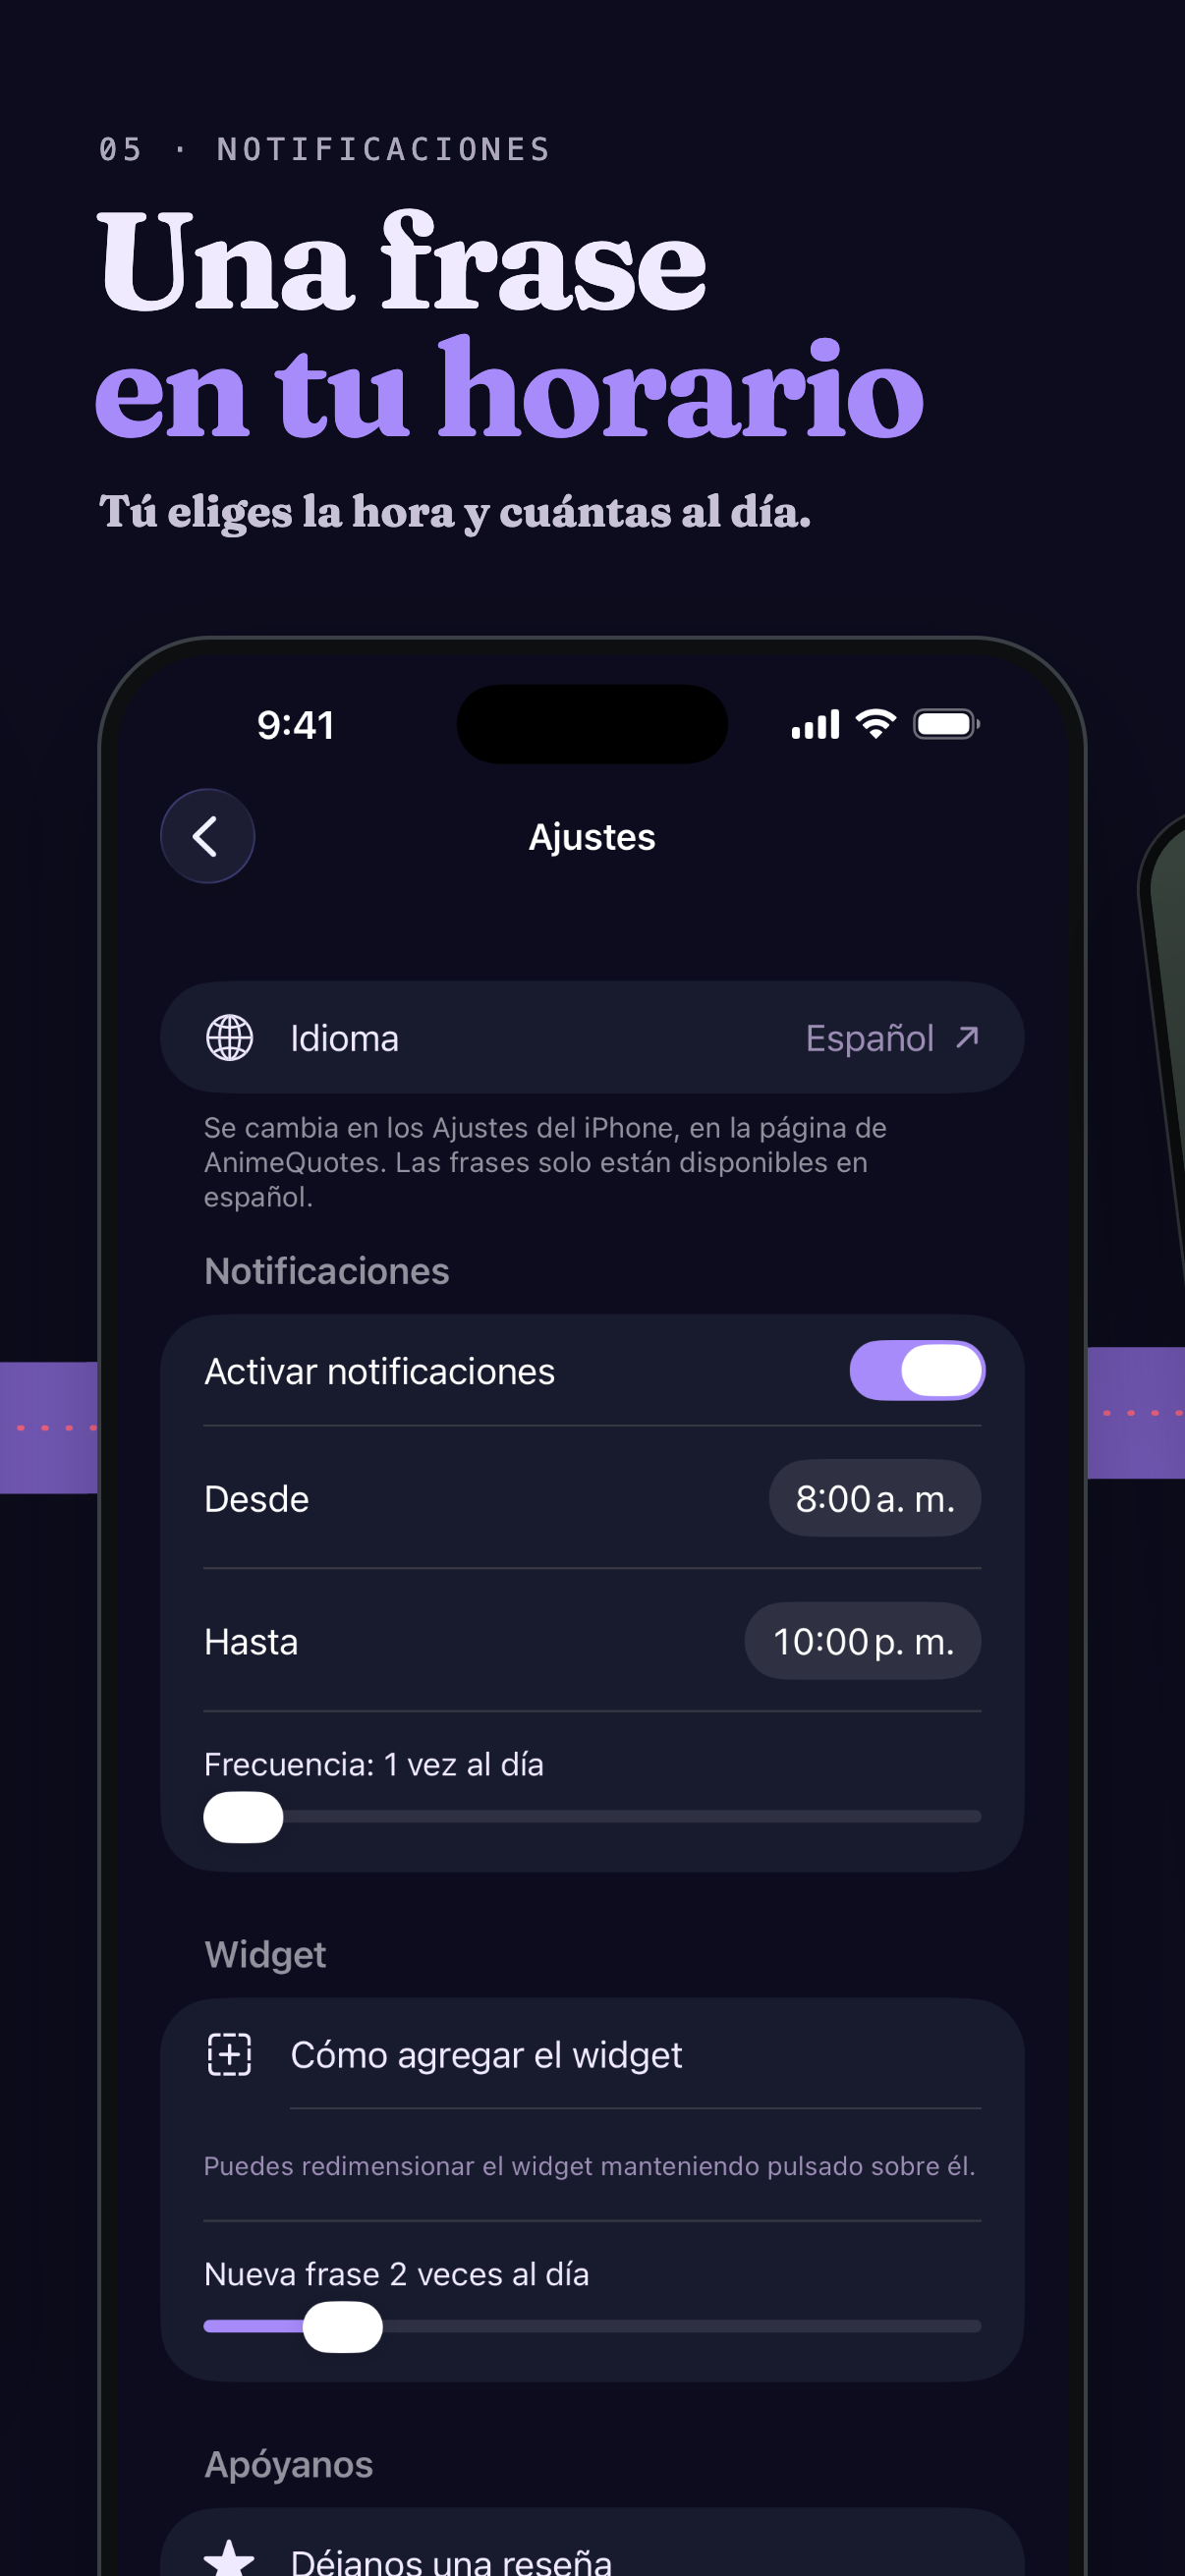 05 · NOTIFICACIONES
Una frase
en tu horario
Tú eliges la hora y cuántas al día.
9:41
Ajustes
Idioma
Español
Se cambia en los Ajustes del iPhone, en la página de
AnimeQuotes. Las frases solo están disponibles en
español.
Notificaciones
Activar notificaciones
Desde
8:00 a. m.
Hasta
10:00 p. m.
Frecuencia: 1 vez al día
Widget
Cómo agregar el widget
Puedes redimensionar el widget manteniendo pulsado sobre él.
Nueva frase 2 veces al día
Apóyanos
Déjanos una reseña